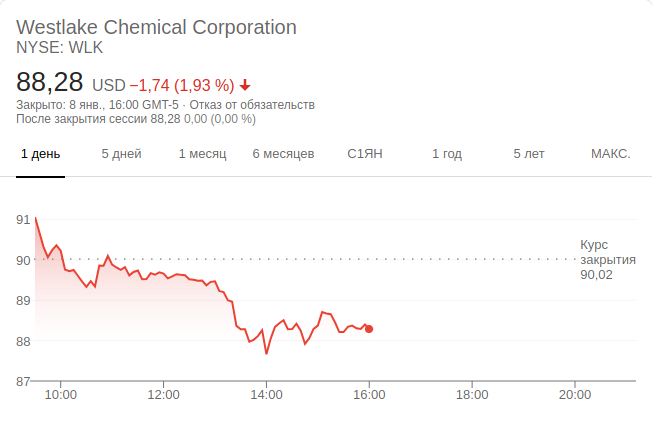 Westlake Chemical Corporation
NYSE: WLK
88,28 USD −1,74 (1,93 %)
Закрыто: 8 янв., 16:00 GMT-5 · Отказ от обязательств
После закрытия сессии 88,28 0,00 (0,00 %)
1 день 5 дней 1 месяц 6 месяцев С1ЯН 1 год 5 лет МАКС.
91
Курс
90 закрытия
90,02
89
88
87
10:00 12:00 14:00 16:00 18:00 20:00